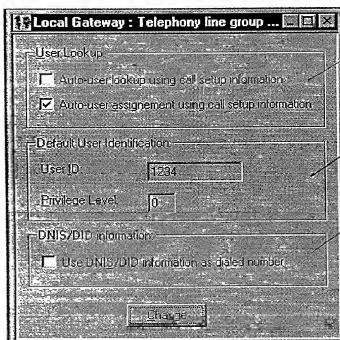 Local Gateway : Telephony line group ...
User Lookup
Auto-user lookup using call setup information
Auto-user assignement using call setup information
Default User Identification
User ID: 1234
Privilege Level: 0
DNIS/DID information
Use DNIS/DID information as dialed number
Change